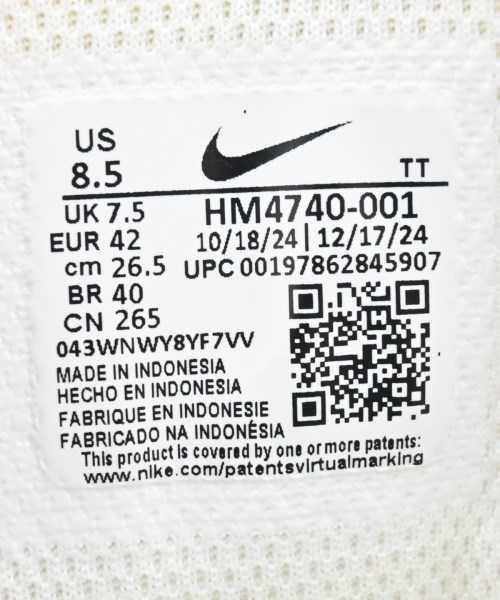 US
8.5
TT
UK 7.5
HM4740-001
EUR 42
10/18/24 | 12/17/24
cm 26.5
UPC 00197862845907
BR 40
CN 265
043WNWY8YF7VV
MADE IN INDONESIA
HECHO EN INDONESIA
FABRIQUE EN INDONESIE
FABRICADO NA INDONÉSIA
This product is covered by one or more patents:
www.nike.com/patentsvirtualmarking